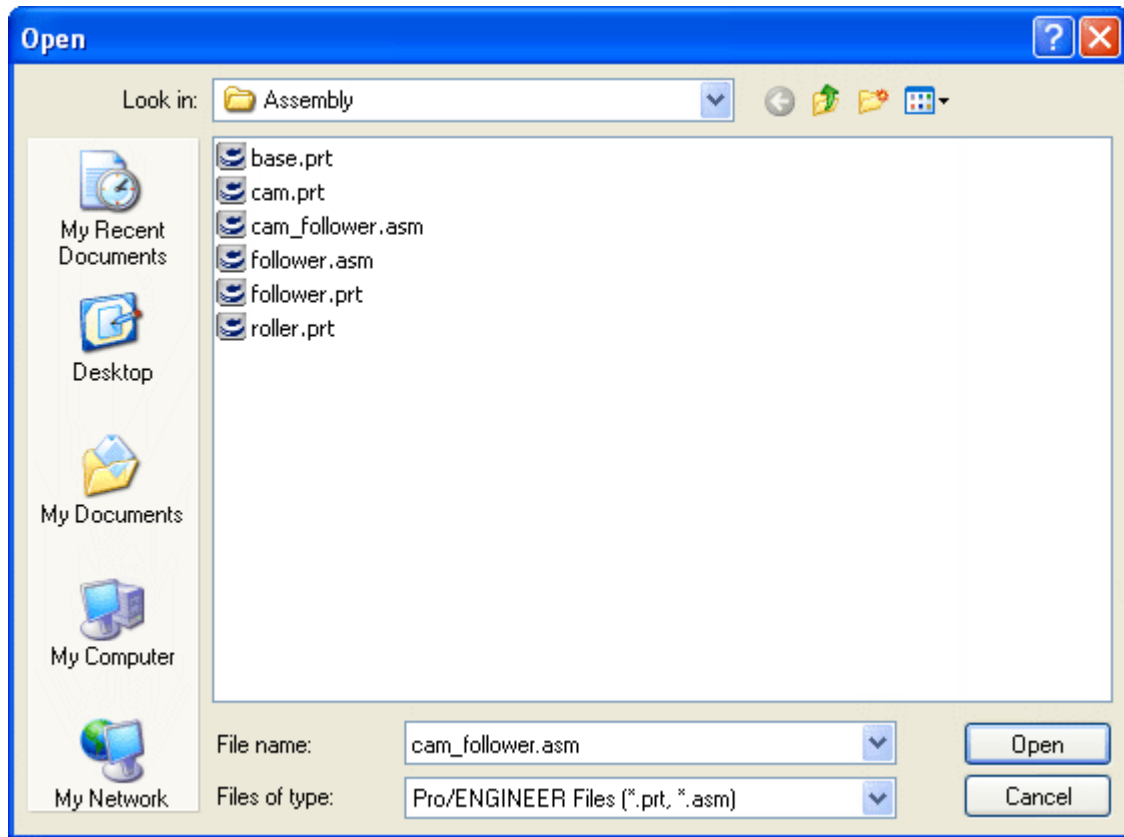 Open
Look in: Assembly
base.prt
cam.prt
cam_follower.asm
follower.asm
follower.prt
roller.prt
My Recent
Documents
Desktop
My Documents
My Computer
My Network
File name: cam_follower.asm Open
Files of type: Pro/ENGINEER Files (*.prt, *.asm) Cancel